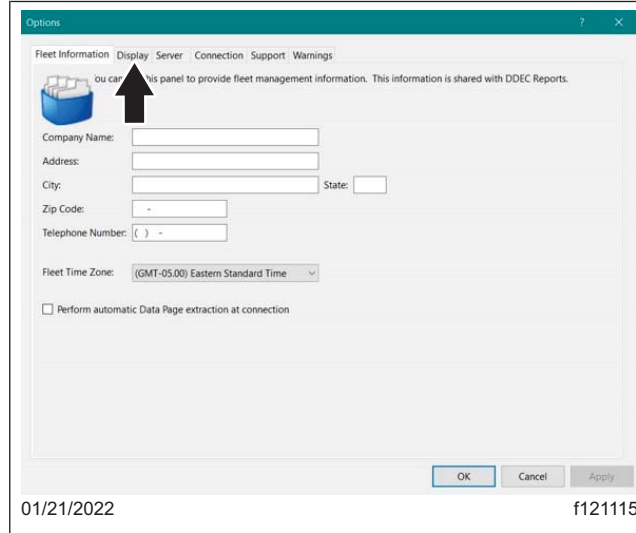 Options ? ×
Fleet Information Display Server Connection Support Warnings
ou can his panel to provide fleet management information. This information is shared with DDEC Reports.
Company Name:
Address:
City: State:
Zip Code: -
Telephone Number: ( ) -
Fleet Time Zone: (GMT-05.00) Eastern Standard Time
Perform automatic Data Page extraction at connection
OK Cancel Apply
01/21/2022 f121115